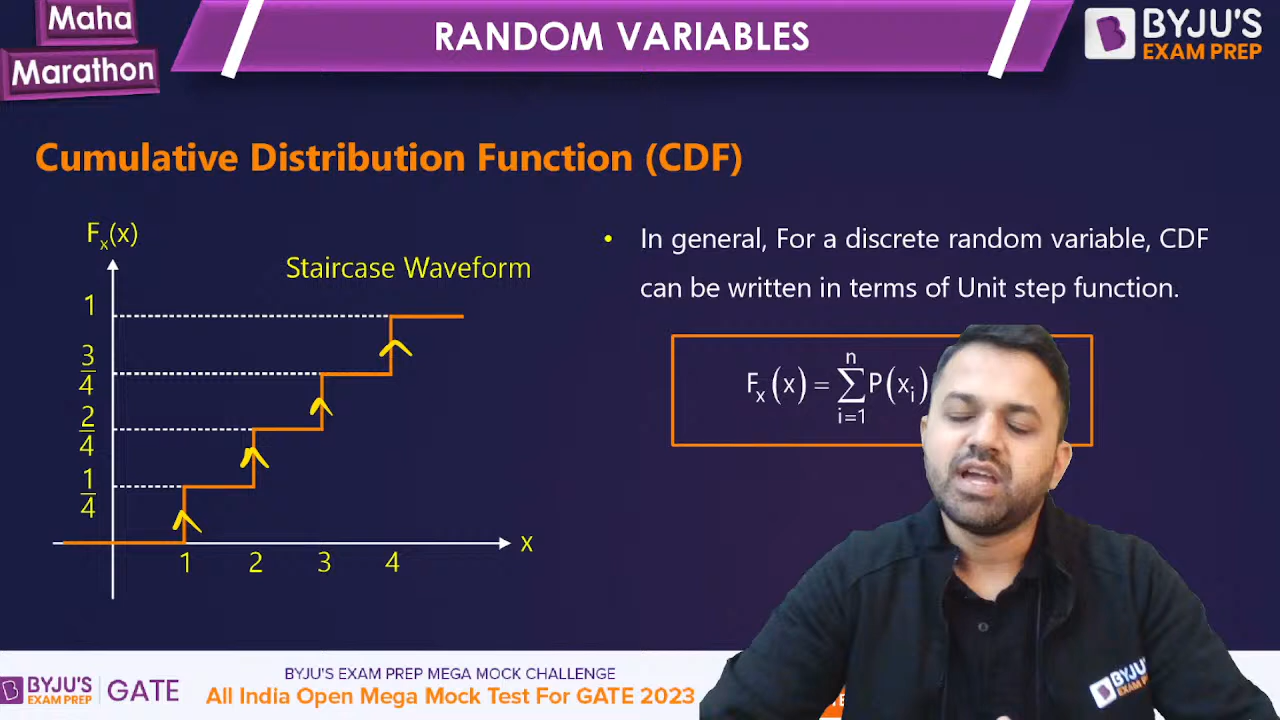 Maha
Marathon
RANDOM VARIABLES
BYJU'S
EXAM PREP
Cumulative Distribution Function (CDF)
Fx(x)
Staircase Waveform
1
3/4
2/4
1/4
1 2 3 4
x
• In general, For a discrete random variable, CDF
can be written in terms of Unit step function.
Fx(x) = ∑ i=1 n P(xi)
BYJU'S
EXAM PREP
GATE
BYJU'S EXAM PREP MEGA MOCK CHALLENGE
All India Open Mega Mock Test For GATE 2023
BYJU'S
EXAM PREP